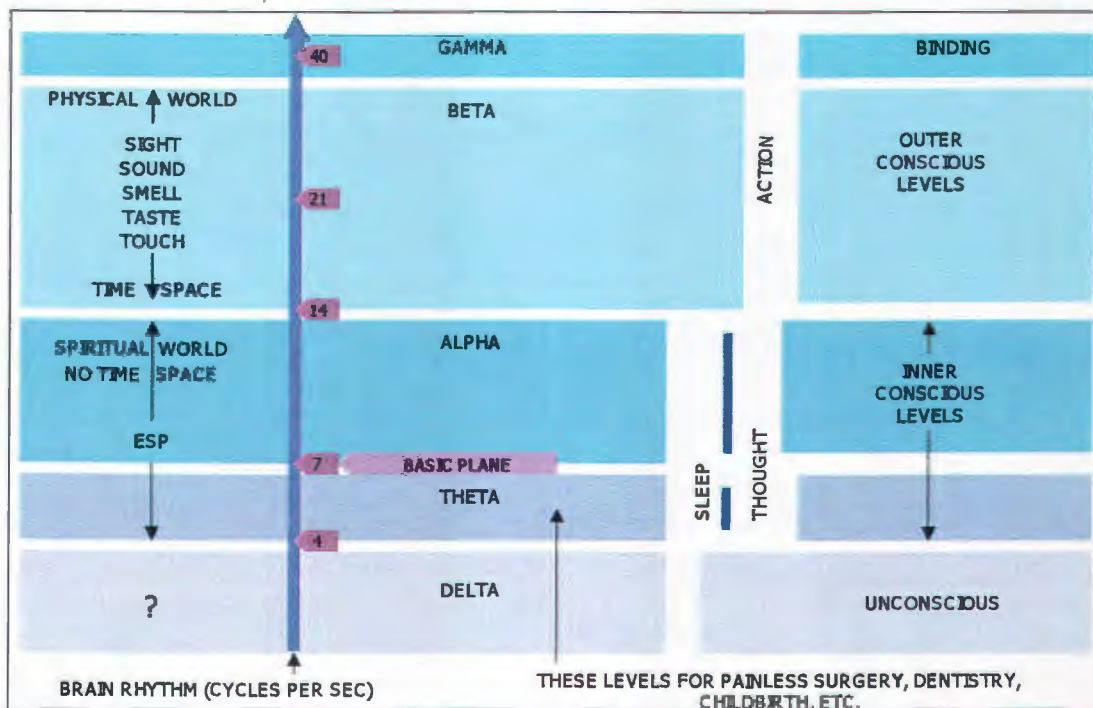 GAMMA
BINDING
40
PHYSICAL WORLD
BETA
SIGHT
SOUND
SMELL
TASTE
TOUCH
OUTER
CONSCIOUS
LEVELS
ACTION
21
TIME SPACE
14
ALPHA
SPIRITUAL WORLD
NO TIME SPACE
INNER
CONSCIOUS
LEVELS
ESP
7
BASIC PLANE
SLEEP
THOUGHT
THETA
4
DELTA
?
UNCONSCIOUS
BRAIN RHYTHM (CYCLES PER SEC)
THESE LEVELS FOR PAINLESS SURGERY, DENTISTRY,
CHILDBIRTH, ETC.